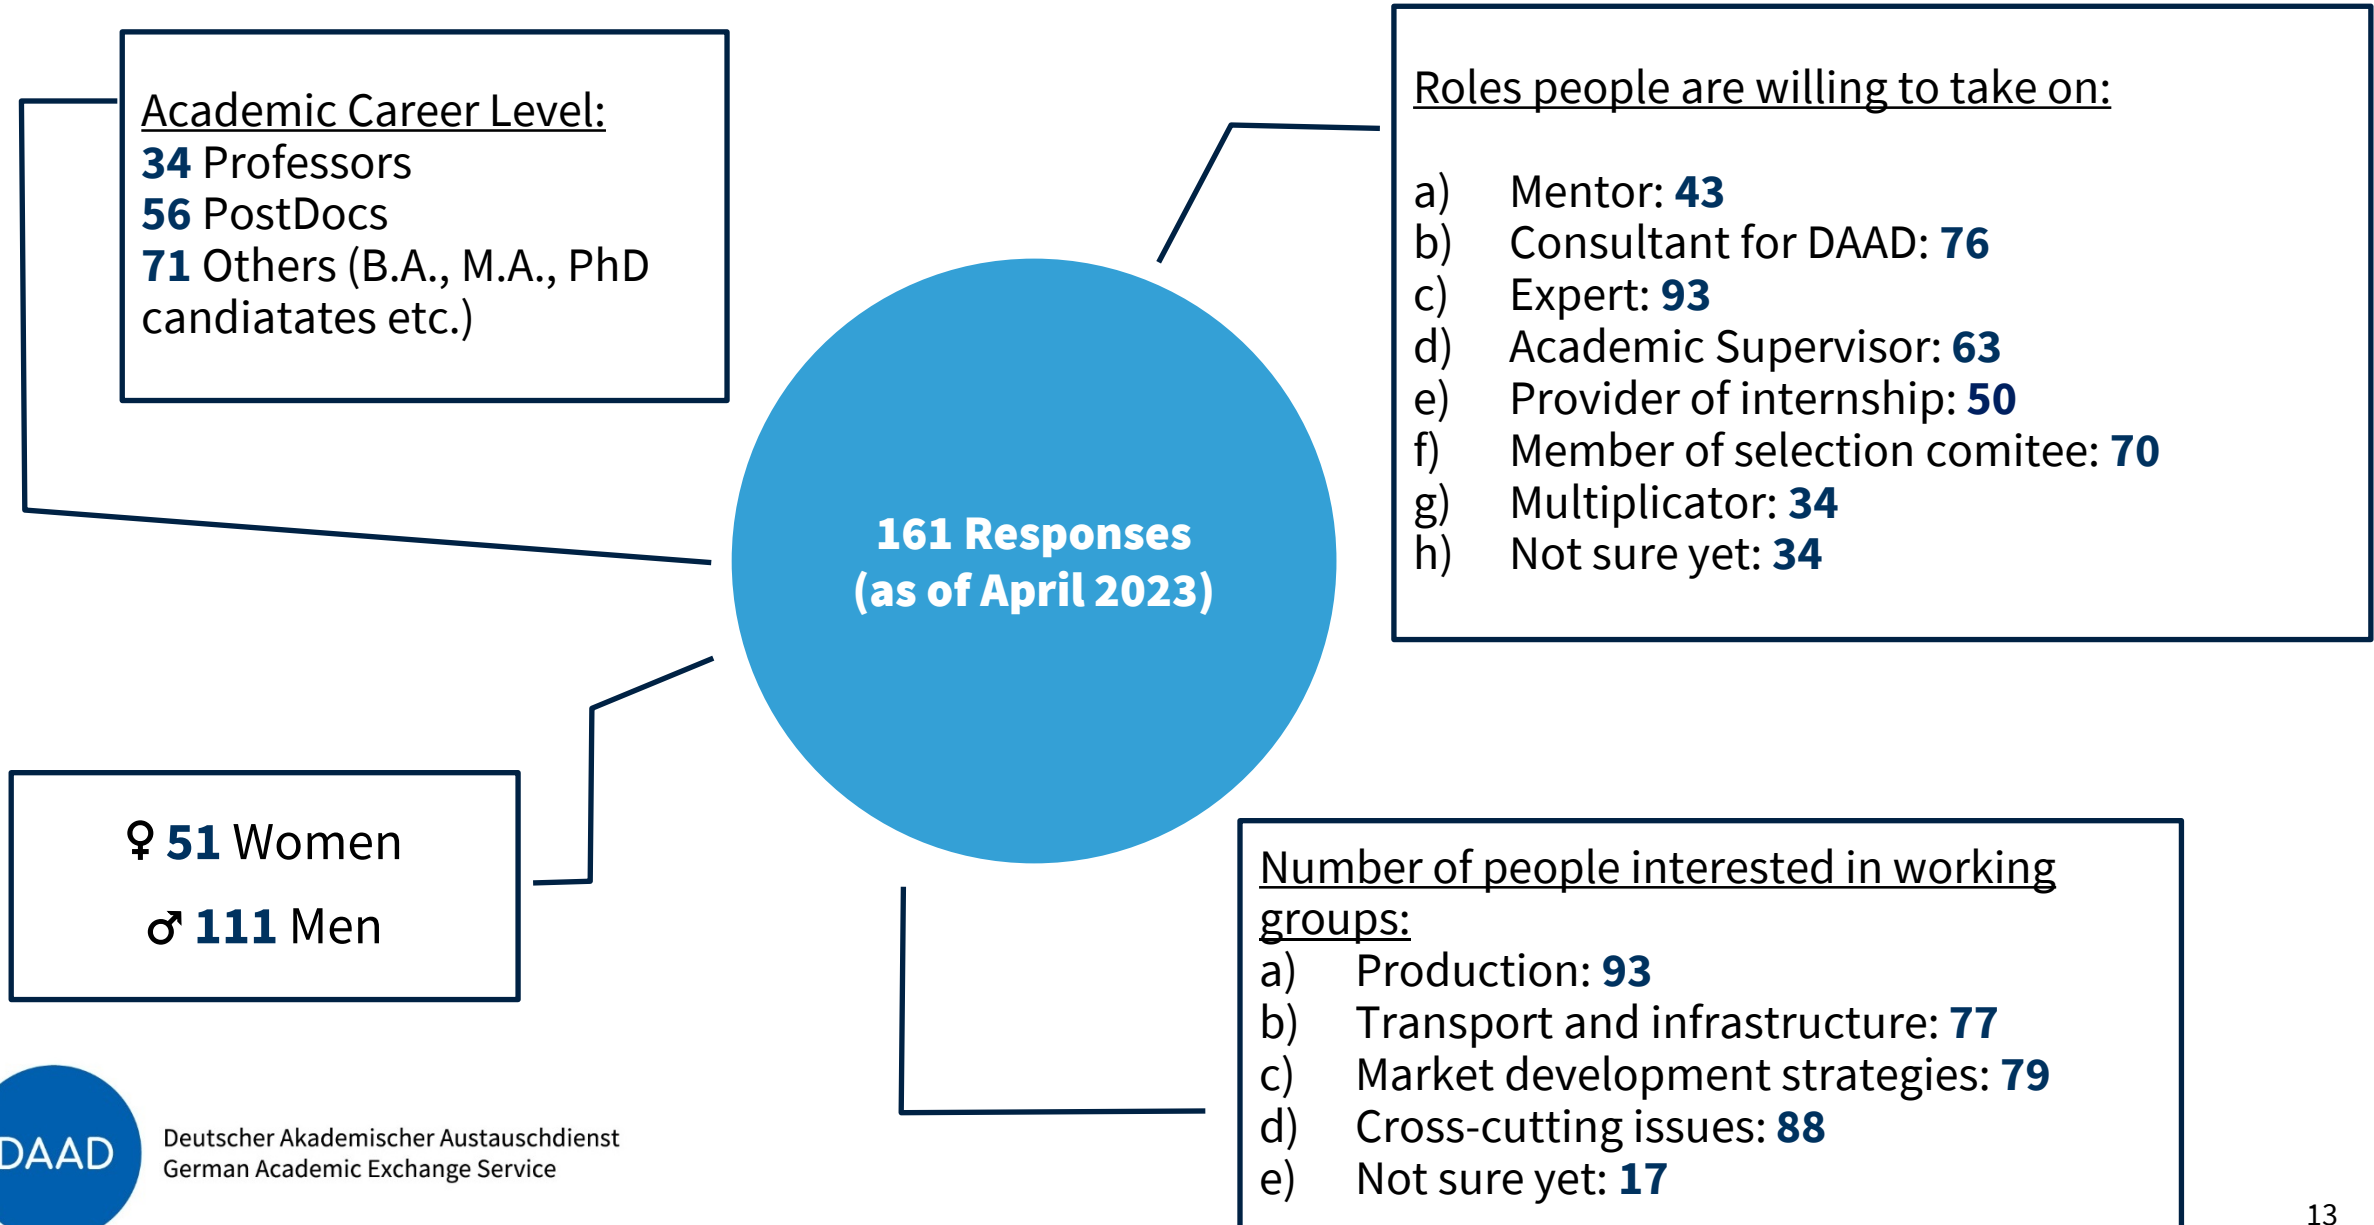 Academic Career Level:
34 Professors
56 PostDocs
71 Others (B.A., M.A., PhD
candiatates etc.)
Roles people are willing to take on:
a) Mentor: 43
b) Consultant for DAAD: 76
c) Expert: 93
d) Academic Supervisor: 63
e) Provider of internship: 50
f) Member of selection comitee: 70
g) Multiplicator: 34
h) Not sure yet: 34
161 Responses
(as of April 2023)
♀ 51 Women
♂ 111 Men
Number of people interested in working
groups:
a) Production: 93
b) Transport and infrastructure: 77
c) Market development strategies: 79
d) Cross-cutting issues: 88
e) Not sure yet: 17
DAAD
Deutscher Akademischer Austauschdienst
German Academic Exchange Service
13